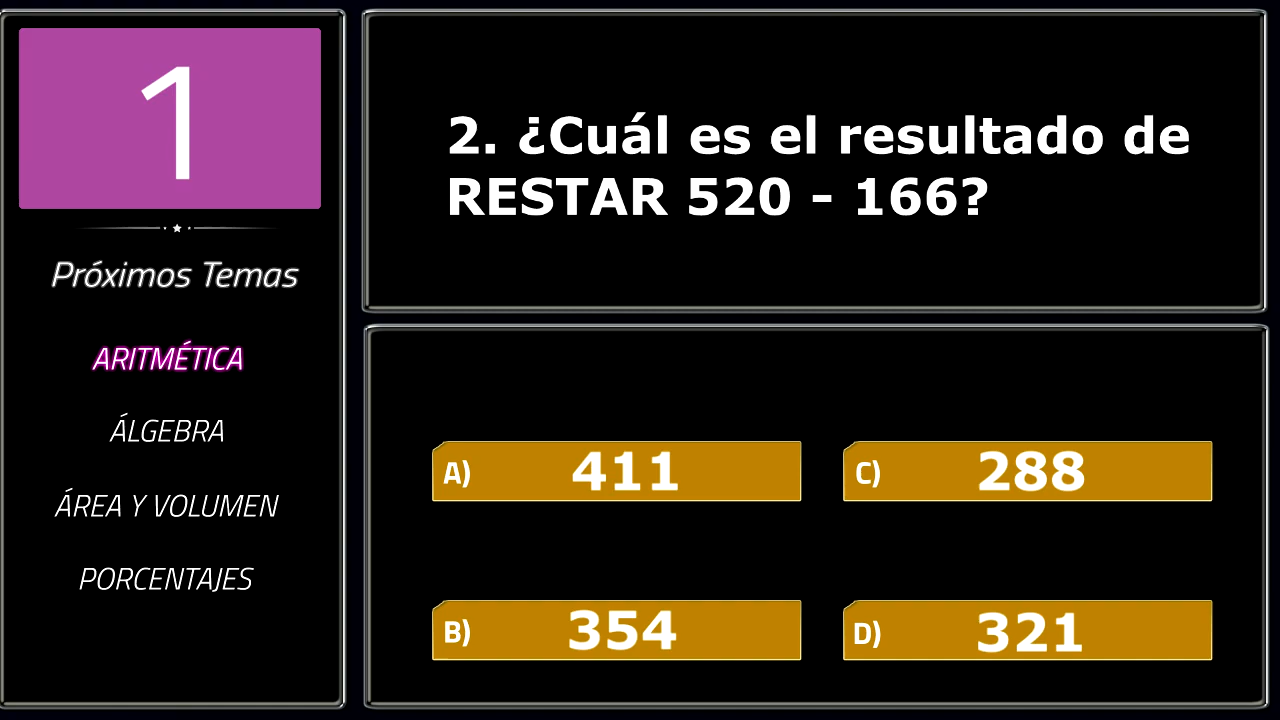 1
Próximos Temas
ARITMÉTICA
ÁLGEBRA
ÁREA Y VOLUMEN
PORCENTAJES
2. ¿Cuál es el resultado de
RESTAR 520 - 166?
A) 411
B) 354
C) 288
D) 321